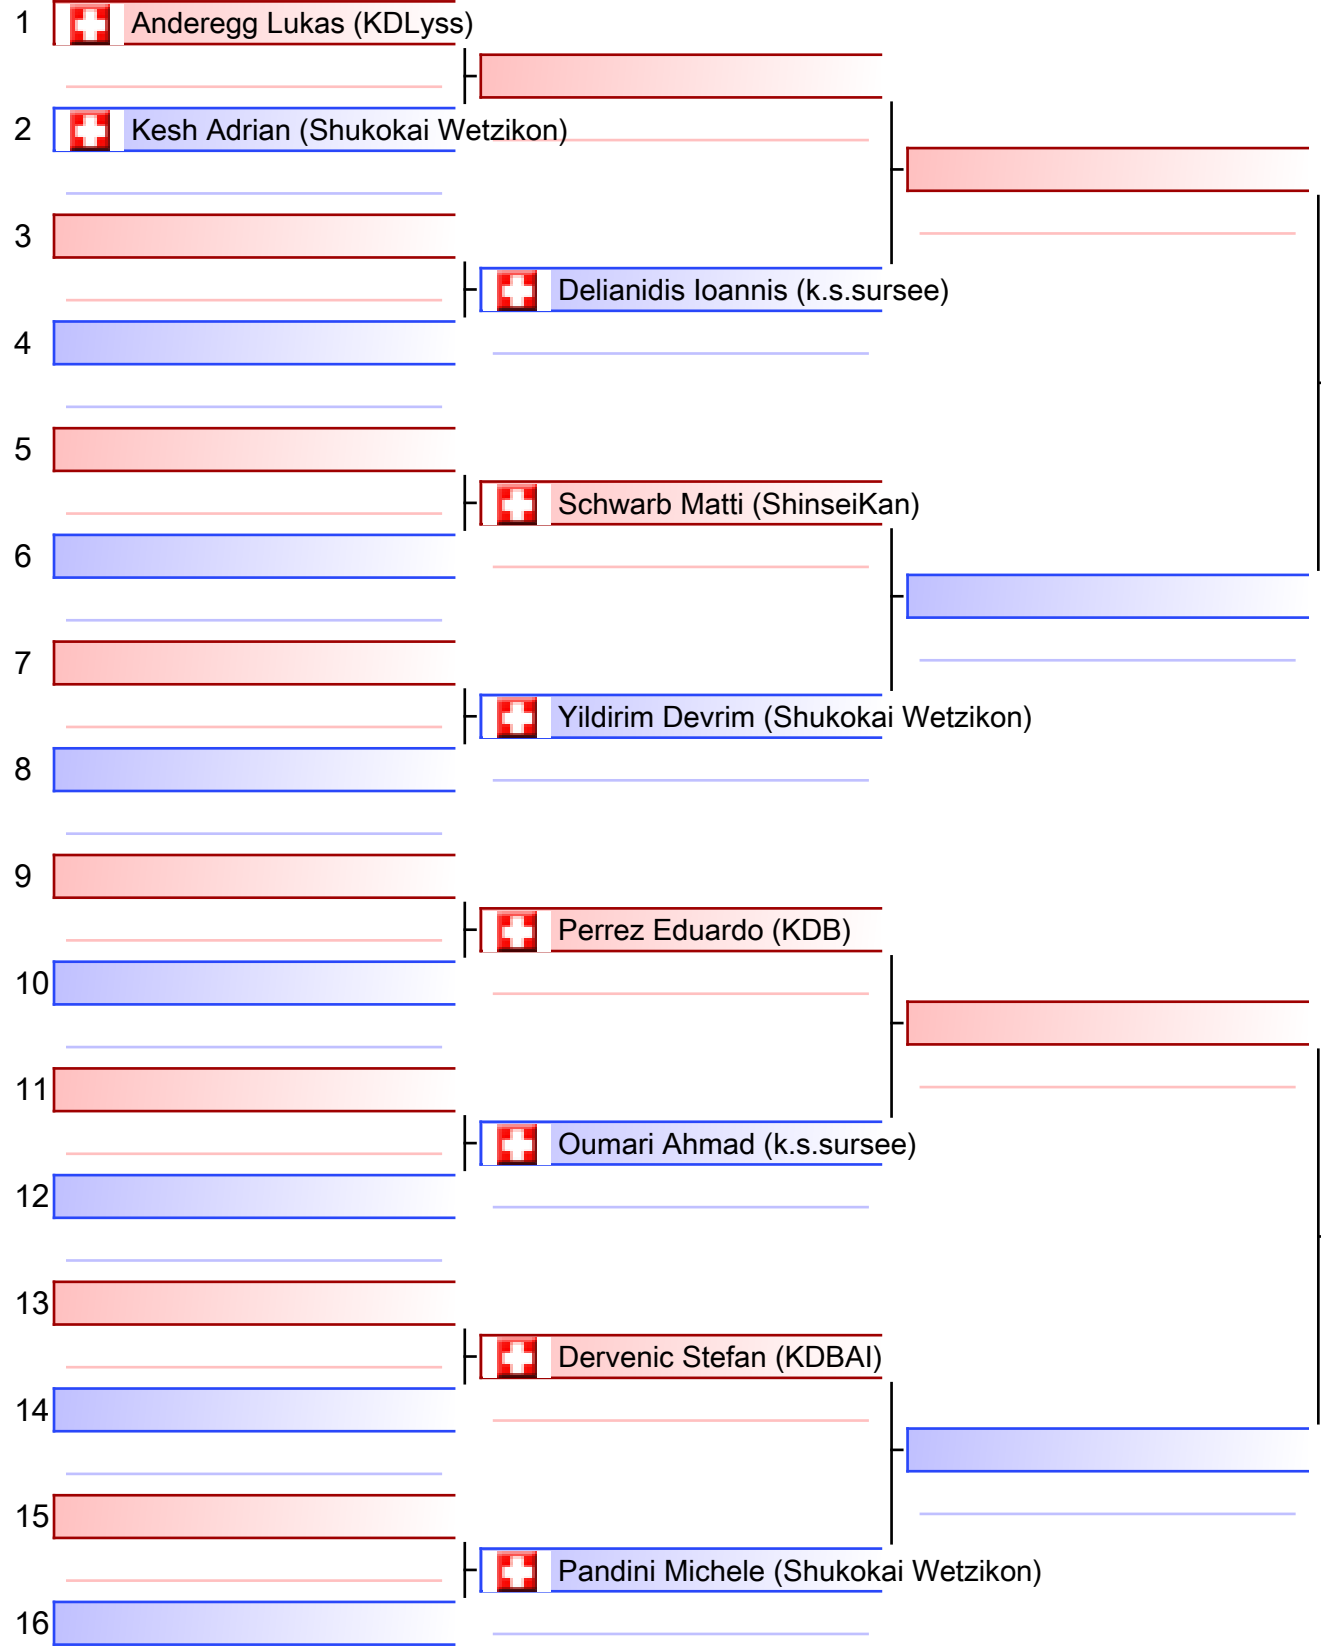 1 Anderegg Lukas (KDLyss)
2 Kesh Adrian (Shukokai Wetzikon)
3
Delianidis Ioannis (k.s.sursee)
4
5
Schwarb Matti (ShinseiKan)
6
7
Yildirim Devrim (Shukokai Wetzikon)
8
9
Perrez Eduardo (KDB)
10
11
Oumari Ahmad (k.s.sursee)
12
13
Dervenic Stefan (KDBAI)
14
15
Pandini Michele (Shukokai Wetzikon)
16